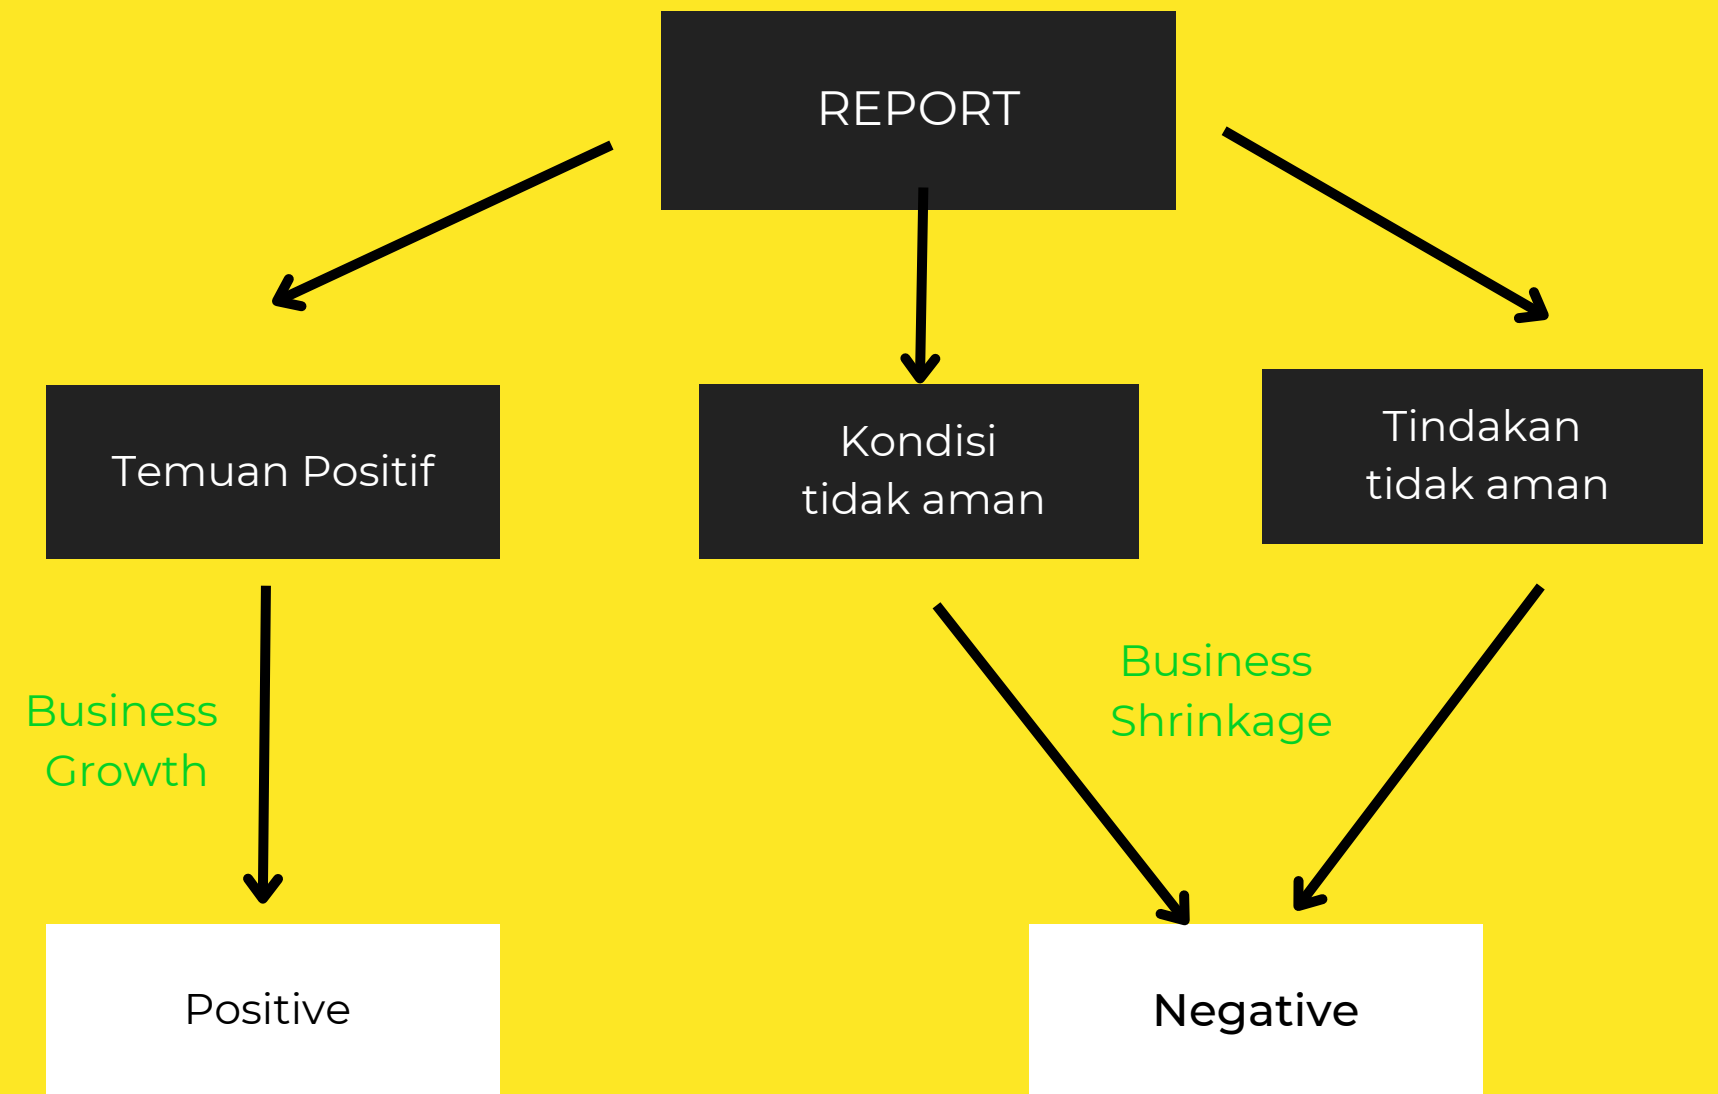 REPORT
Temuan Positif
Kondisi
tidak aman
Tindakan
tidak aman
Business
Growth
Business
Shrinkage
Positive
Negative